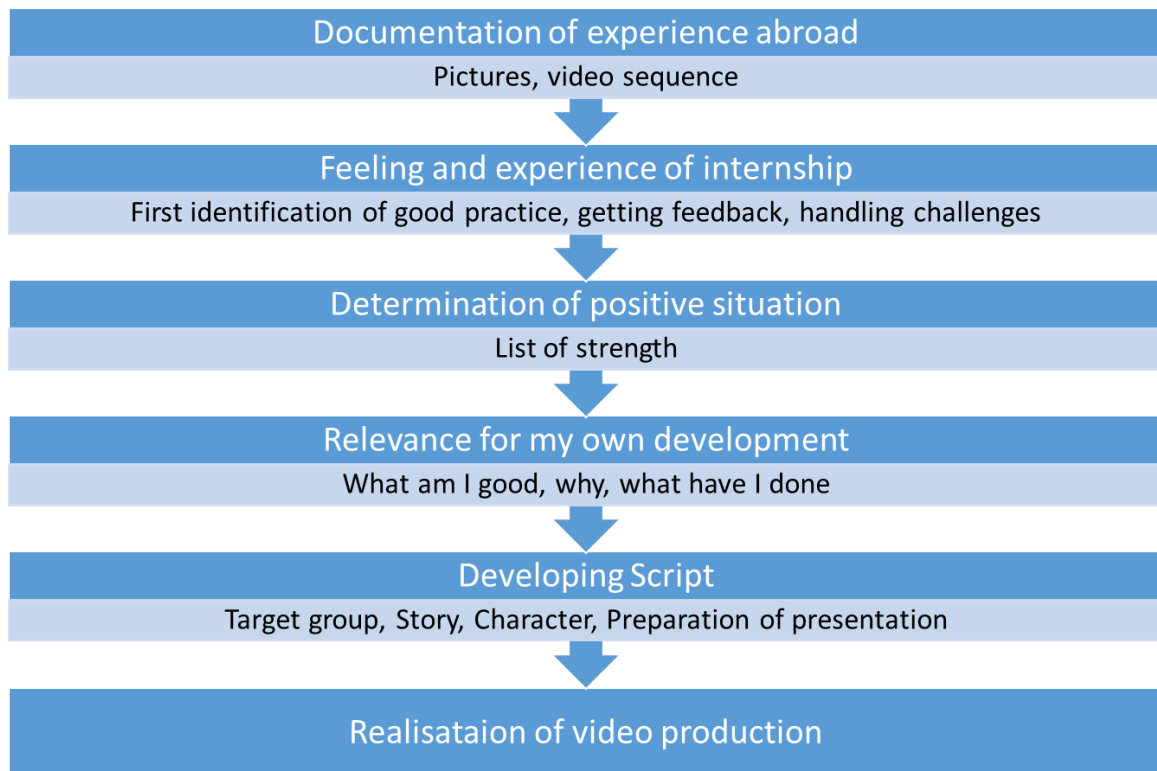 Documentation of experience abroad
Pictures, video sequence
Feeling and experience of internship
First identification of good practice, getting feedback, handling challenges
Determination of positive situation
List of strength
Relevance for my own development
What am I good, why, what have I done
Developing Script
Target group, Story, Character, Preparation of presentation
Realisataion of video production